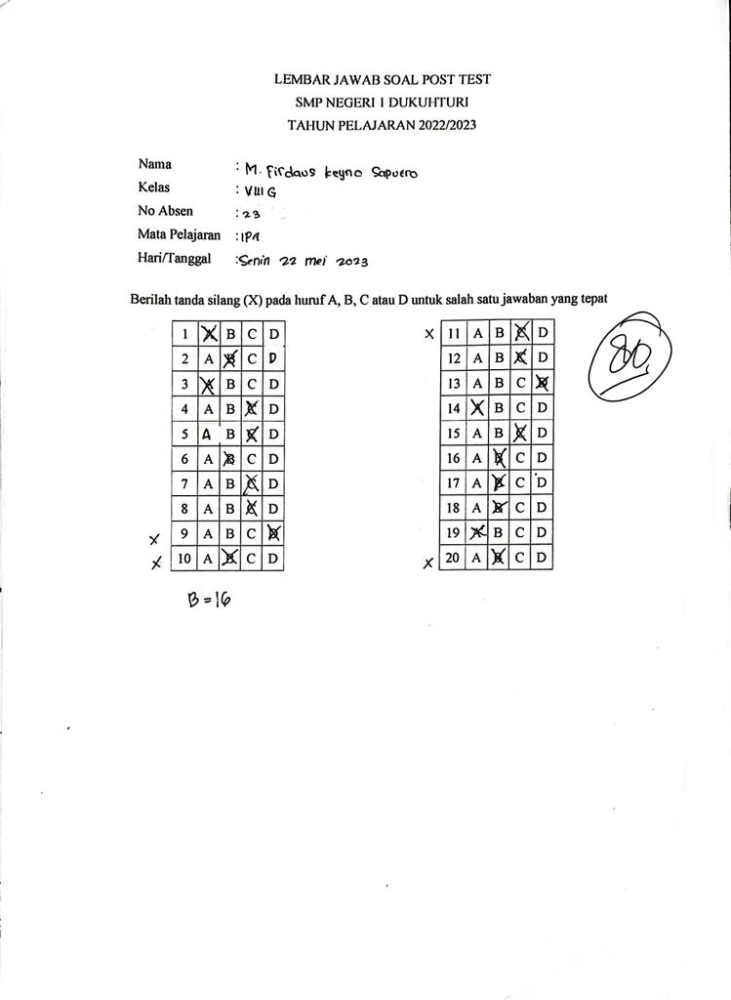 LEMBAR JAWAB SOAL POST TEST
SMP NEGERI 1 DUKUHTURI
TAHUN PELAJARAN 2022/2023
Nama : M. Firdaus keyno Saputro
Kelas : VIII G
No Absen : 23
Mata Pelajaran : IPA
Hari/Tanggal : Senin 22 mei 2023
Berilah tanda silang (X) pada huruf A, B, C atau D untuk salah satu jawaban yang tepat
80
1 A B C D
2 A B C D
3 A B C D
4 A B C D
5 A B C D
6 A B C D
7 A B C D
8 A B C D
X 9 A B C D
X 10 A B C D
B = 16
X 11 A B C D
12 A B C D
13 A B C D
14 A B C D
15 A B C D
16 A B C D
17 A B C D
18 A B C D
19 A B C D
X 20 A B C D